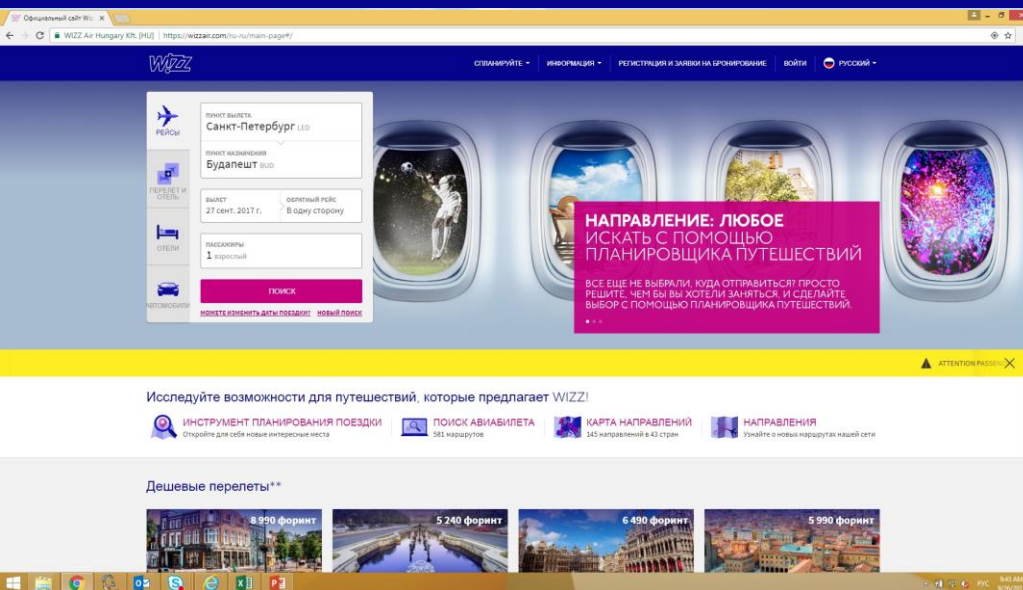 Официальный сайт Wiz
WIZZ Air Hungary Kft. [HU] | https://wizzair.com/ru-ru/main-page#/
WIZZ
СПЛАНИРУЙТЕ
ИНФОРМАЦИЯ
РЕГИСТРАЦИЯ И ЗАЯВКИ НА БРОНИРОВАНИЕ
ВОЙТИ
РУССКИЙ
РЕЙСЫ
ПЕРЕЛЕТ И
ОТЕЛЬ
ОТЕЛИ
АВТОМОБИЛИ
ПУНКТ ВЫЛЕТА
Санкт-Петербург LED
ПУНКТ НАЗНАЧЕНИЯ
Будапешт BUD
ВЫЛЕТ
27 сент. 2017 г.
ОБРАТНЫЙ РЕЙС
В одну сторону
ПАССАЖИРЫ
1 взрослый
ПОИСК
МОЖЕТЕ ИЗМЕНИТЬ ДАТЫ ПОЕЗДКИ? НОВЫЙ ПОИСК
НАПРАВЛЕНИЕ: ЛЮБОЕ
ИСКАТЬ С ПОМОЩЬЮ
ПЛАНИРОВЩИКА ПУТЕШЕСТВИЙ
ВСЕ ЕЩЕ НЕ ВЫБРАЛИ, КУДА ОТПРАВИТЬСЯ? ПРОСТО
РЕШИТЕ, ЧЕМ БЫ ВЫ ХОТЕЛИ ЗАНЯТЬСЯ, И СДЕЛАЙТЕ
ВЫБОР С ПОМОЩЬЮ ПЛАНИРОВЩИКА ПУТЕШЕСТВИЙ.
ATTENTION
Исследуйте возможности для путешествий, которые предлагает WIZZ!
ИНСТРУМЕНТ ПЛАНИРОВАНИЯ ПОЕЗДКИ
Откройте для себя новые интересные места
ПОИСК АВИАБИЛЕТА
581 маршрутов
КАРТА НАПРАВЛЕНИЙ
145 направлений в 43 стран
НАПРАВЛЕНИЯ
Узнайте о новых маршрутах нашей сети
Дешевые перелеты**
8 990 форинт
5 240 форинт
6 490 форинт
5 990 форинт
РУС
9:43 AM